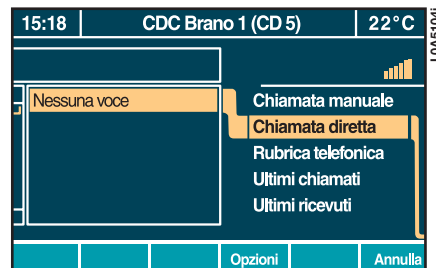 15:18 CDC Brano 1 (CD 5) 22°C
Nessuna voce
Chiamata manuale
Chiamata diretta
Rubrica telefonica
Ultimi chiamati
Ultimi ricevuti
Opzioni Annulla
L0A5104i